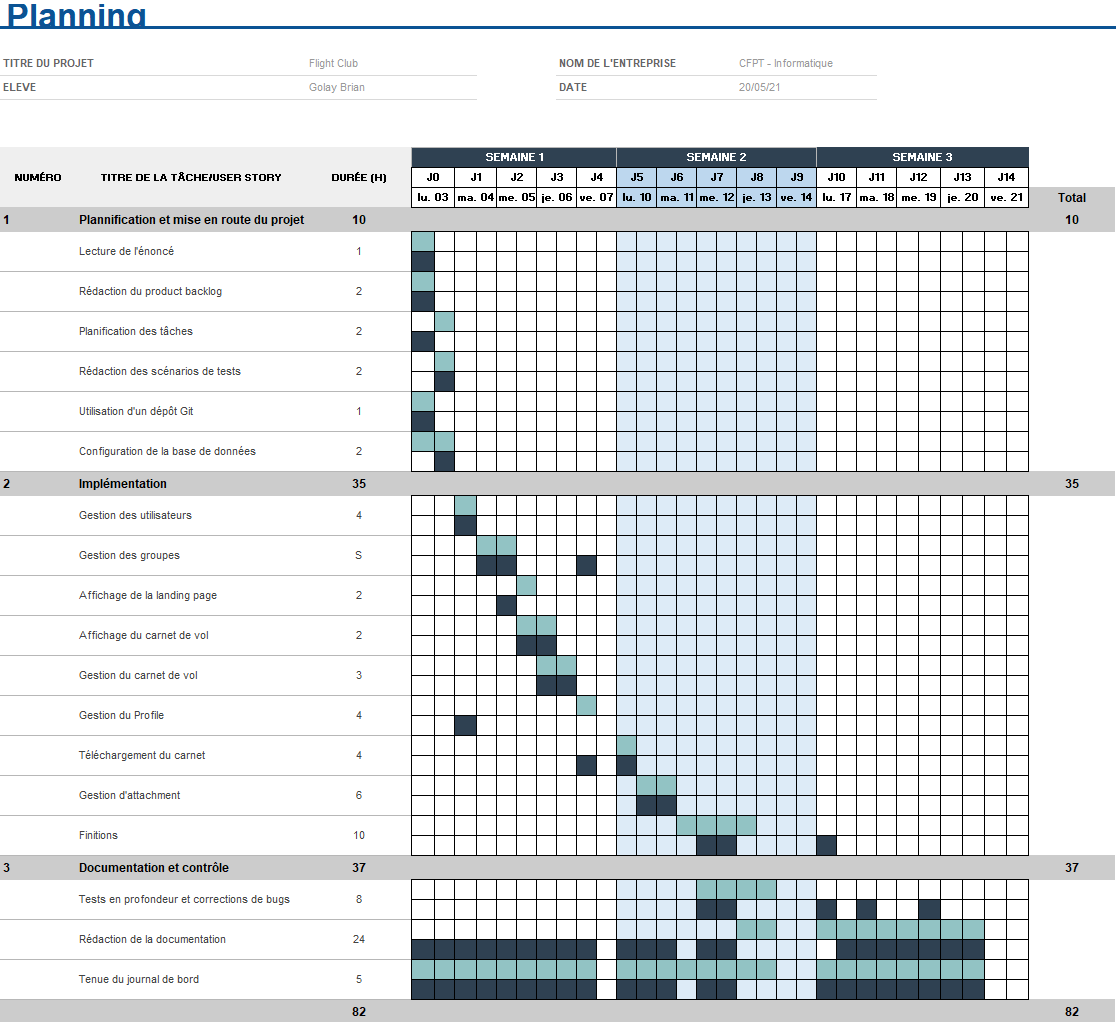 Planning
TITRE DU PROJET Flight Club NOM DE L'ENTREPRISE CFPT - Informatique
ELEVE Golay Brian DATE 20/05/21
SEMAINE 1 SEMAINE 2 SEMAINE 3
NUMÉRO TITRE DE LA TÂCHE/USER STORY DURÉE (H) J0 J1 J2 J3 J4 J5 J6 J7 J8 J9 J10 J11 J12 J13 J14
lu. 03 ma. 04 me. 05 je. 06 ve. 07 lu. 10 ma. 11 me. 12 je. 13 ve. 14 lu. 17 ma. 18 me. 19 je. 20 ve. 21 Total
1 Plannification et mise en route du projet 10 10
Lecture de l'énoncé 1
Rédaction du product backlog 2
Planification des tâches 2
Rédaction des scénarios de tests 2
Utilisation d'un dépôt Git 1
Configuration de la base de données 2
2 Implémentation 35 35
Gestion des utilisateurs 4
Gestion des groupes S
Affichage de la landing page 2
Affichage du carnet de vol 2
Gestion du carnet de vol 3
Gestion du Profile 4
Téléchargement du carnet 4
Gestion d'attachment 6
Finitions 10
3 Documentation et contrôle 37 37
Tests en profondeur et corrections de bugs 8
Rédaction de la documentation 24
Tenue du journal de bord 5
82 82